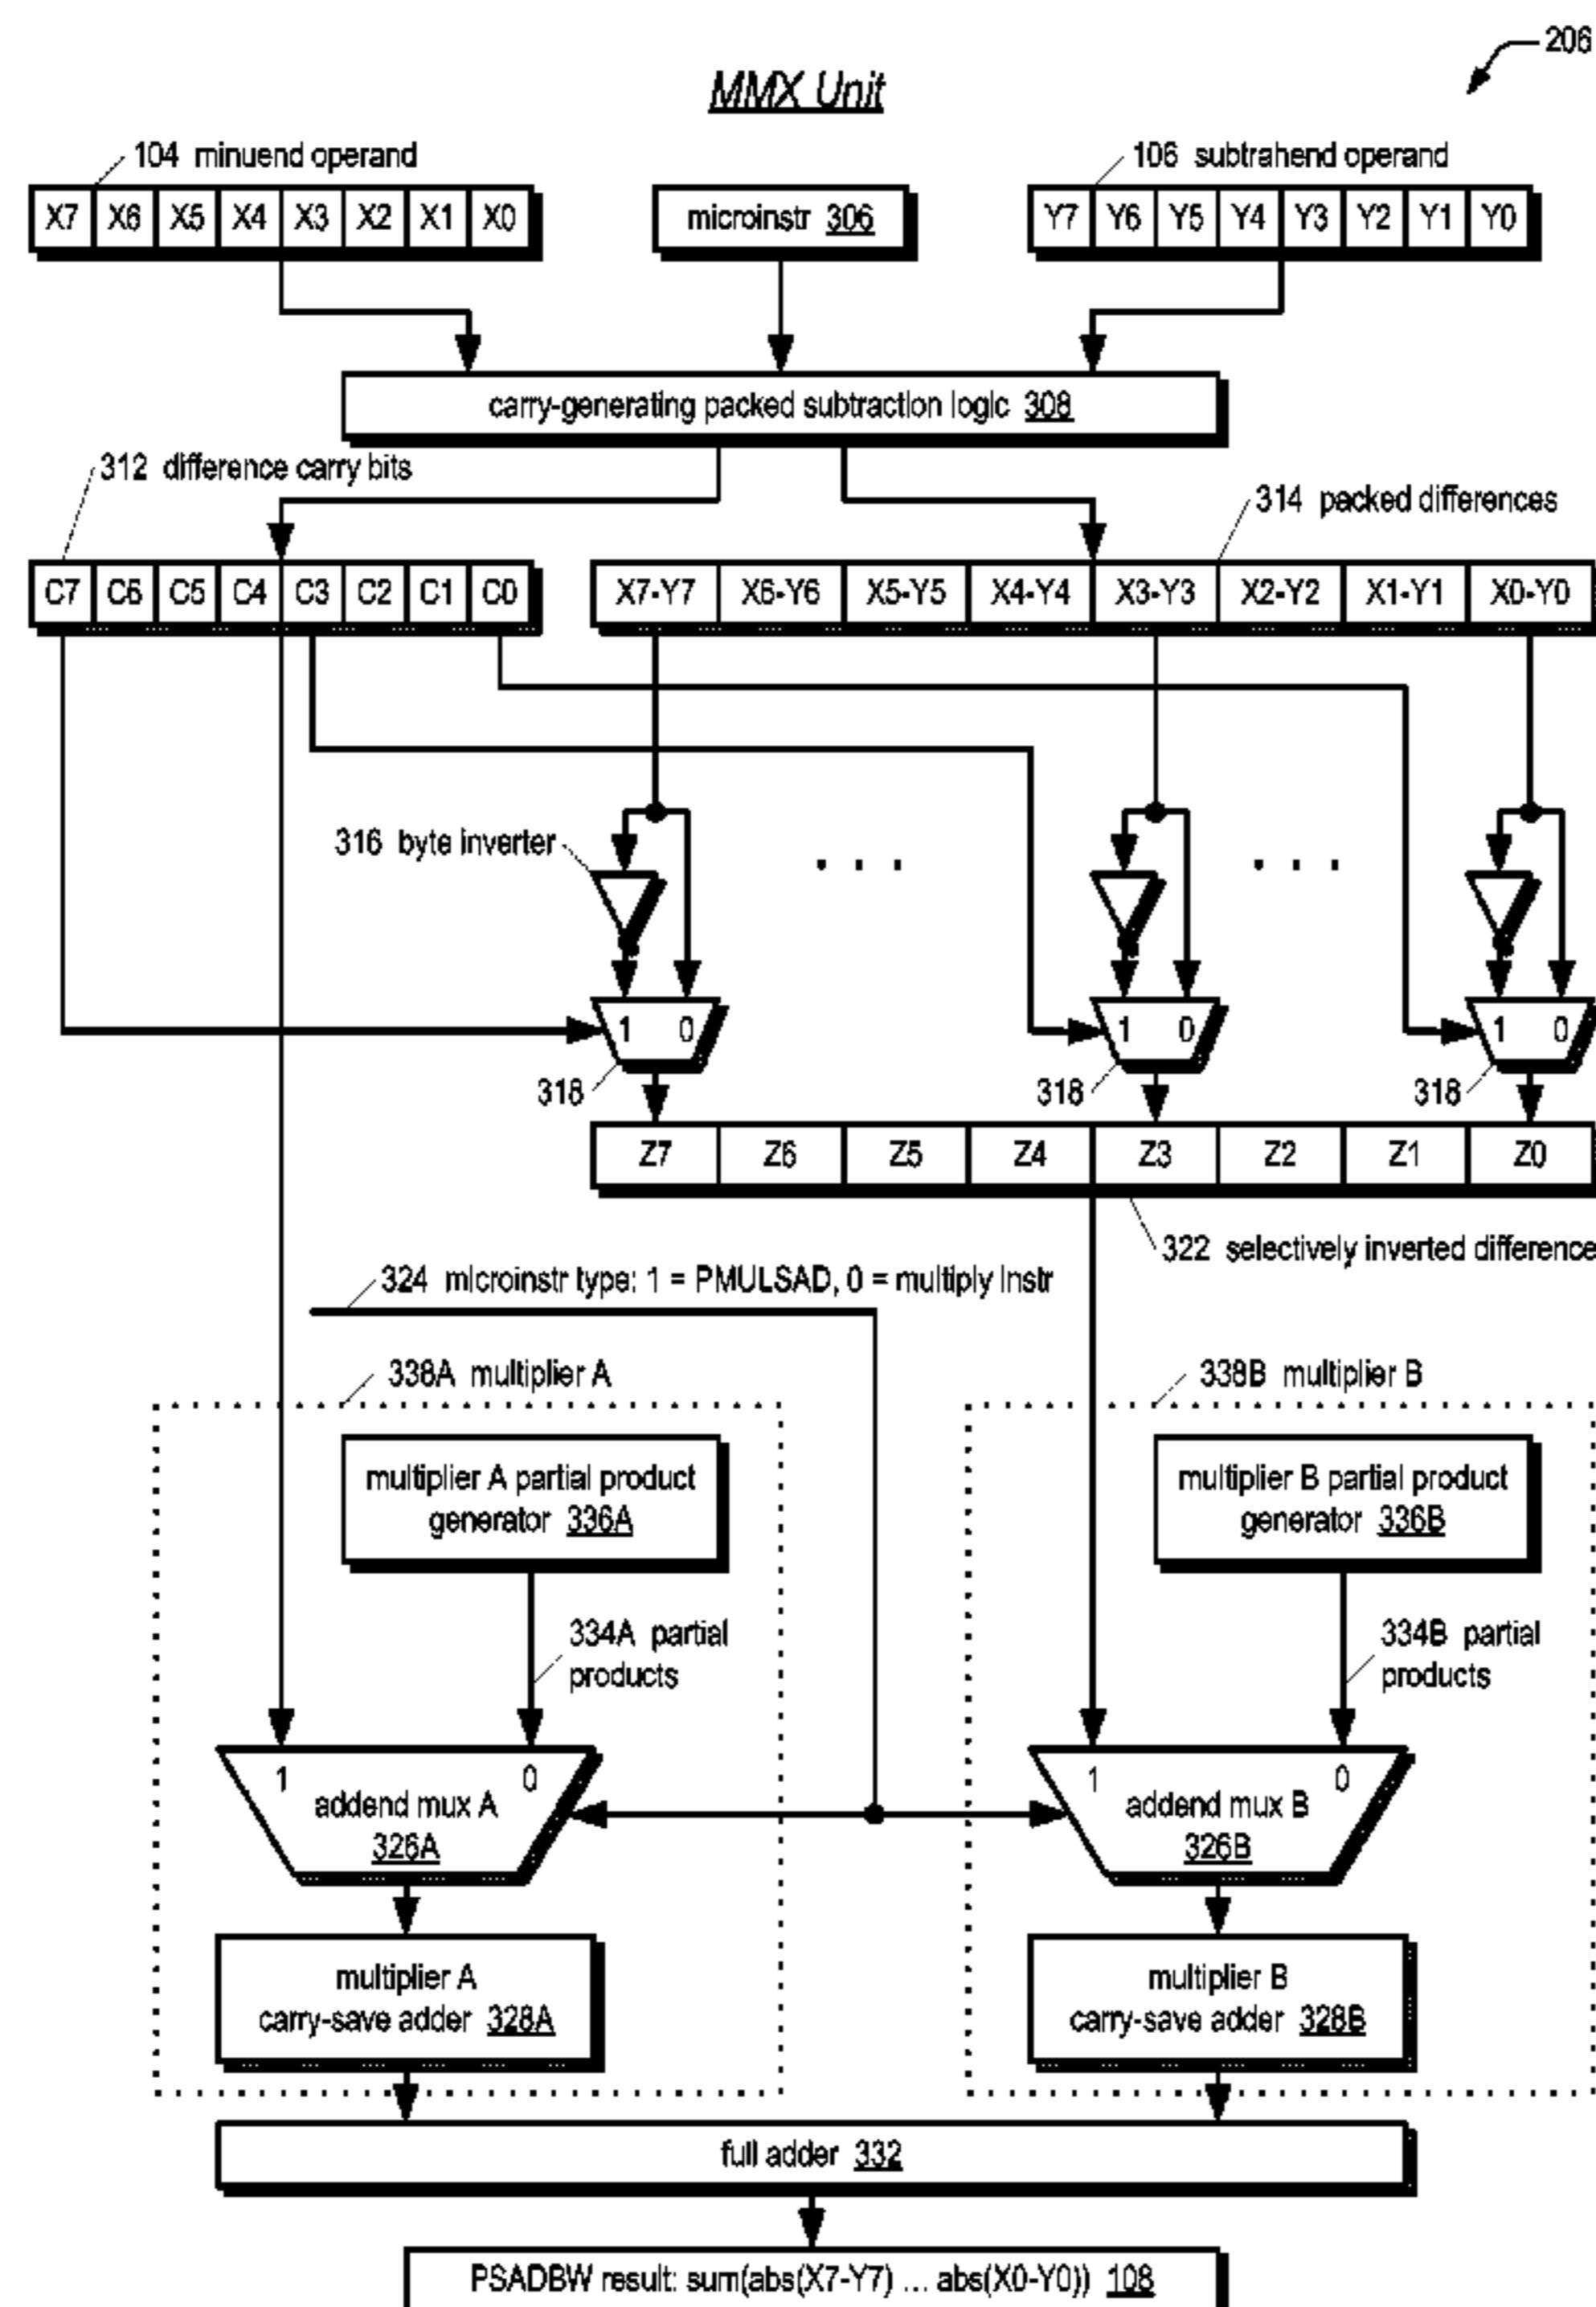 206
MMX Unit
104 minuend operand
106 subtrahend operand
X7 X6 X5 X4 X3 X2 X1 X0
microinstr 306
Y7 Y6 Y5 Y4 Y3 Y2 Y1 Y0
carry-generating packed subtraction logic 308
312 difference carry bits
314 packed differences
C7 C6 C5 C4 C3 C2 C1 C0
X7-Y7 X6-Y6 X5-Y5 X4-Y4 X3-Y3 X2-Y2 X1-Y1 X0-Y0
316 byte inverter
. . .
. . .
1 0
1 0
1 0
318
318
318
Z7 Z6 Z5 Z4 Z3 Z2 Z1 Z0
322 selectively inverted difference
324 microinstr type: 1 = PMULSAD, 0 = multiply instr
338A multiplier A
338B multiplier B
multiplier A partial product
generator 336A
multiplier B partial product
generator 336B
334A partial
products
334B partial
products
1 0
addend mux A
326A
1 0
addend mux B
326B
multiplier A
carry-save adder 328A
multiplier B
carry-save adder 328B
full adder 332
PSADBW result: sum(abs(X7-Y7) ... abs(X0-Y0)) 108